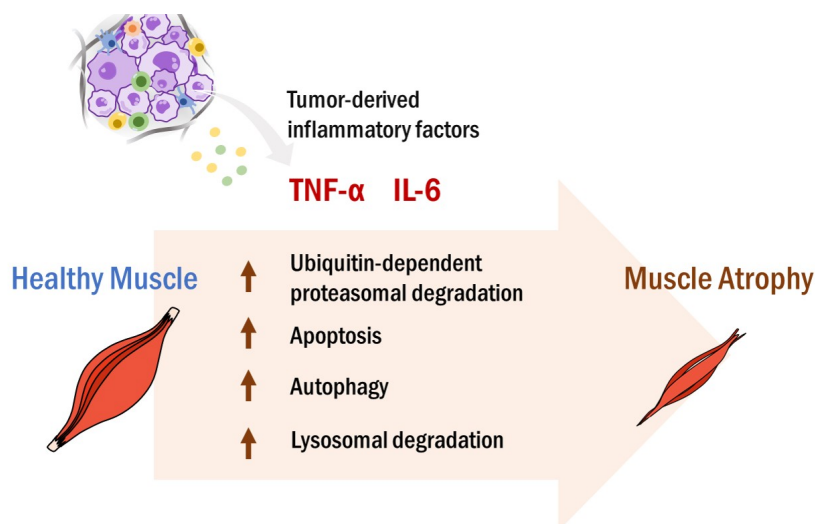 Tumor-derived
inflammatory factors
TNF-α IL-6
Healthy Muscle
Ubiquitin-dependent
proteasomal degradation
Apoptosis
Autophagy
Lysosomal degradation
Muscle Atrophy